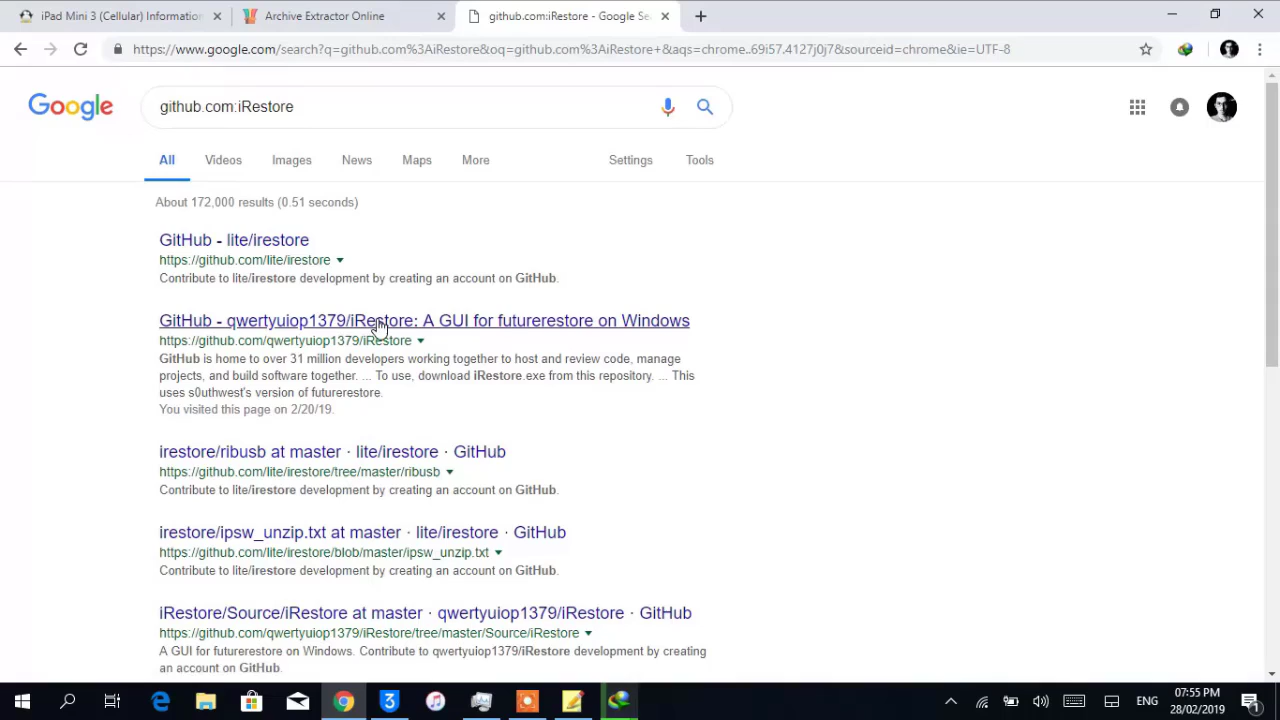 iPad Mini 3 (Cellular) Information
Archive Extractor Online
github.com:iRestore - Google Se
https://www.google.com/search?q=github.com%3AiRestore&oq=github.com%3AiRestore+&aqs=chrome..69i57.4127j0j7&sourceid=chrome&ie=UTF-8
Google
github.com:iRestore
All Videos Images News Maps More Settings Tools
About 172,000 results (0.51 seconds)
GitHub - lite/irestore
https://github.com/lite/irestore
Contribute to lite/irestore development by creating an account on GitHub.
GitHub - qwertyuiop1379/iRestore: A GUI for futurerestore on Windows
https://github.com/qwertyuiop1379/iRestore
GitHub is home to over 31 million developers working together to host and review code, manage
projects, and build software together. ... To use, download iRestore.exe from this repository. ... This
uses s0uthwest's version of futurerestore.
You visited this page on 2/20/19.
irestore/ribusb at master · lite/irestore · GitHub
https://github.com/lite/irestore/tree/master/ribusb
Contribute to lite/irestore development by creating an account on GitHub.
irestore/ipsw_unzip.txt at master · lite/irestore · GitHub
https://github.com/lite/irestore/blob/master/ipsw_unzip.txt
Contribute to lite/irestore development by creating an account on GitHub.
iRestore/Source/iRestore at master · qwertyuiop1379/iRestore · GitHub
https://github.com/qwertyuiop1379/iRestore/tree/master/Source/iRestore
A GUI for futurerestore on Windows. Contribute to qwertyuiop1379/iRestore development by creating
an account on GitHub.
3
ENG
07:55 PM
28/02/2019
1